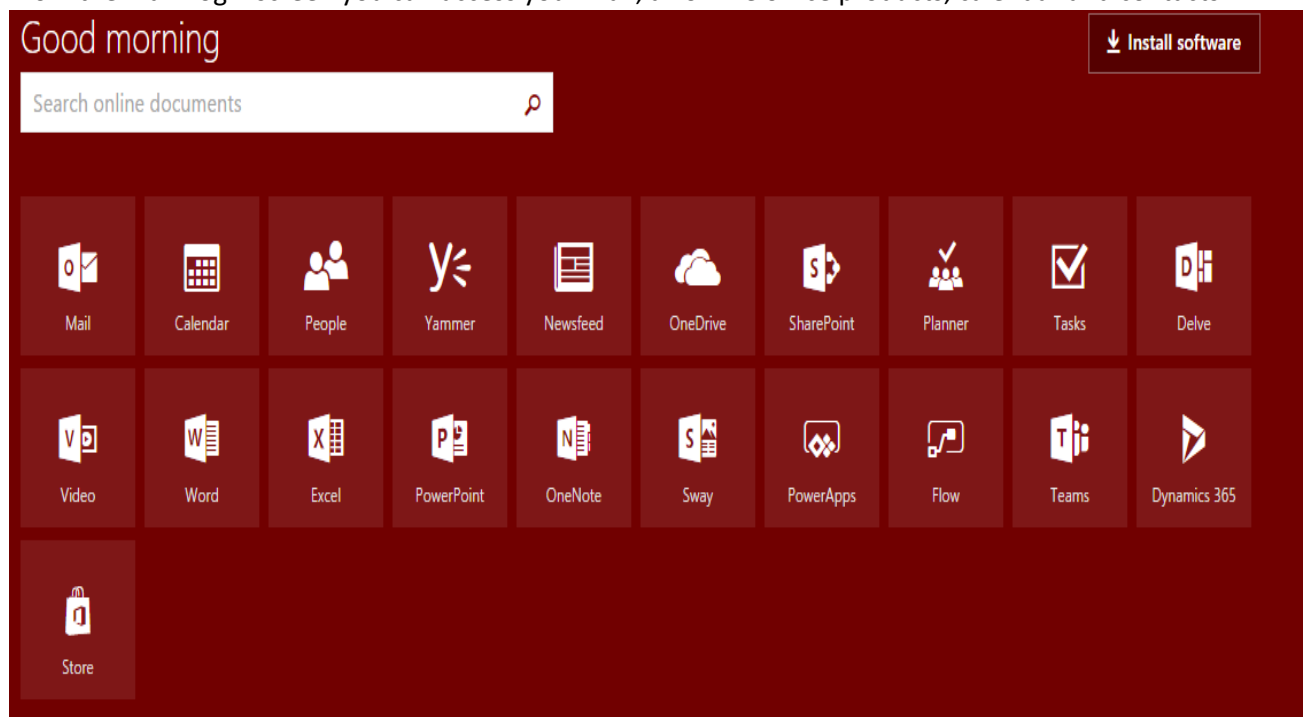 Good morning
Install software
Search online documents
Mail Calendar People Yammer Newsfeed OneDrive SharePoint Planner Tasks Delve
Video Word Excel PowerPoint OneNote Sway PowerApps Flow Teams Dynamics 365
Store